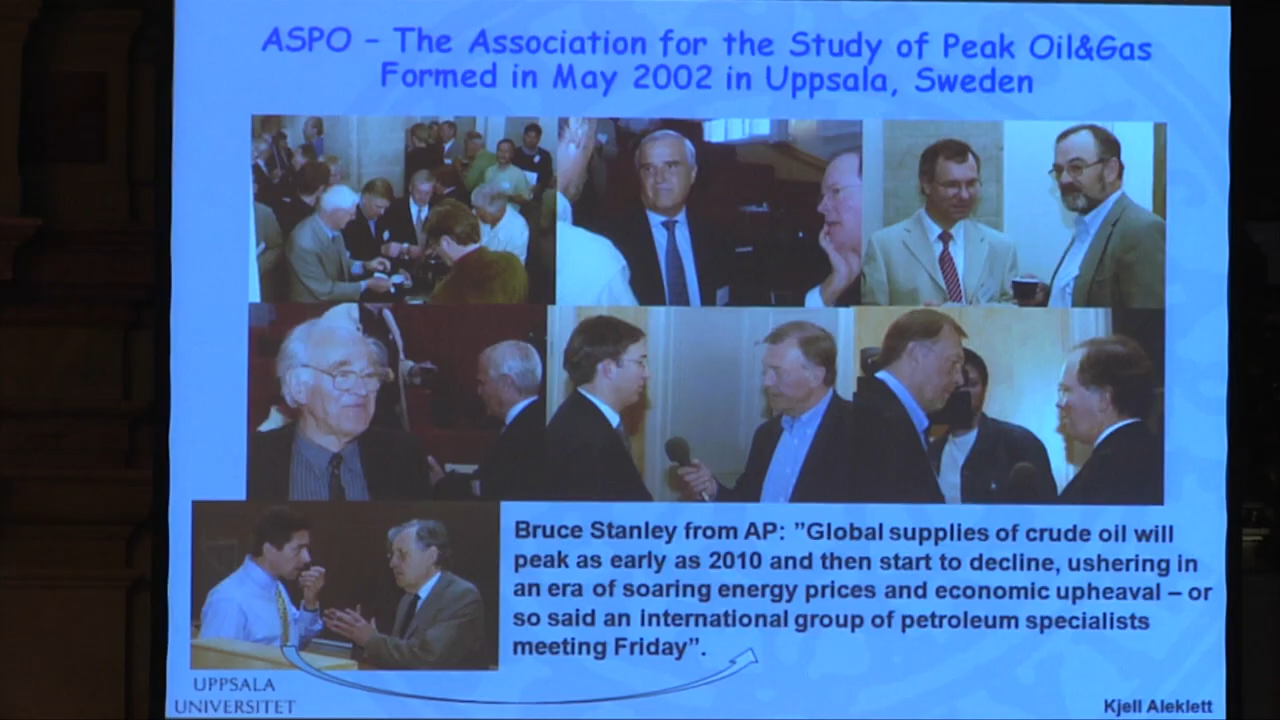 ASPO – The Association for the Study of Peak Oil&Gas
Formed in May 2002 in Uppsala, Sweden
Bruce Stanley from AP: ”Global supplies of crude oil will
peak as early as 2010 and then start to decline, ushering in
an era of soaring energy prices and economic upheaval – or
so said an international group of petroleum specialists
meeting Friday”.
UPPSALA
UNIVERSITET
Kjell Aleklett